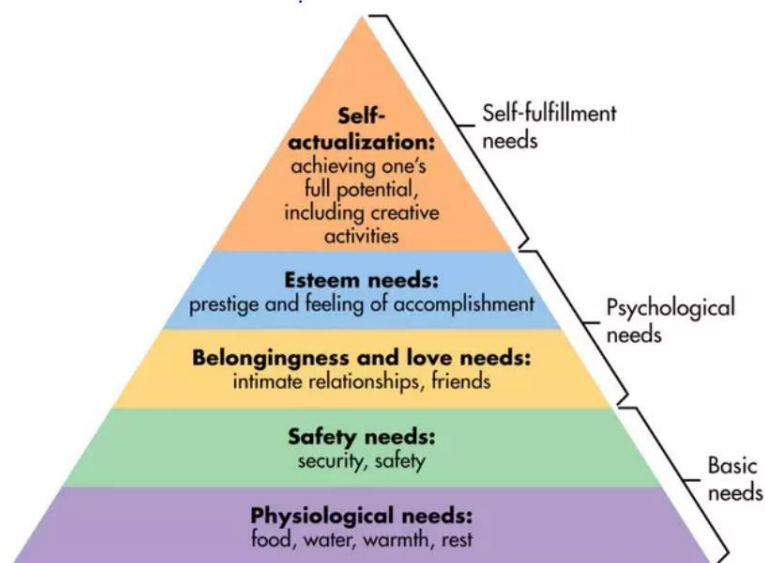 Self-
actualization:
achieving one's
full potential,
including creative
activities
Self-fulfillment
needs
Esteem needs:
prestige and feeling of accomplishment
Psychological
needs
Belongingness and love needs:
intimate relationships, friends
Safety needs:
security, safety
Basic
needs
Physiological needs:
food, water, warmth, rest